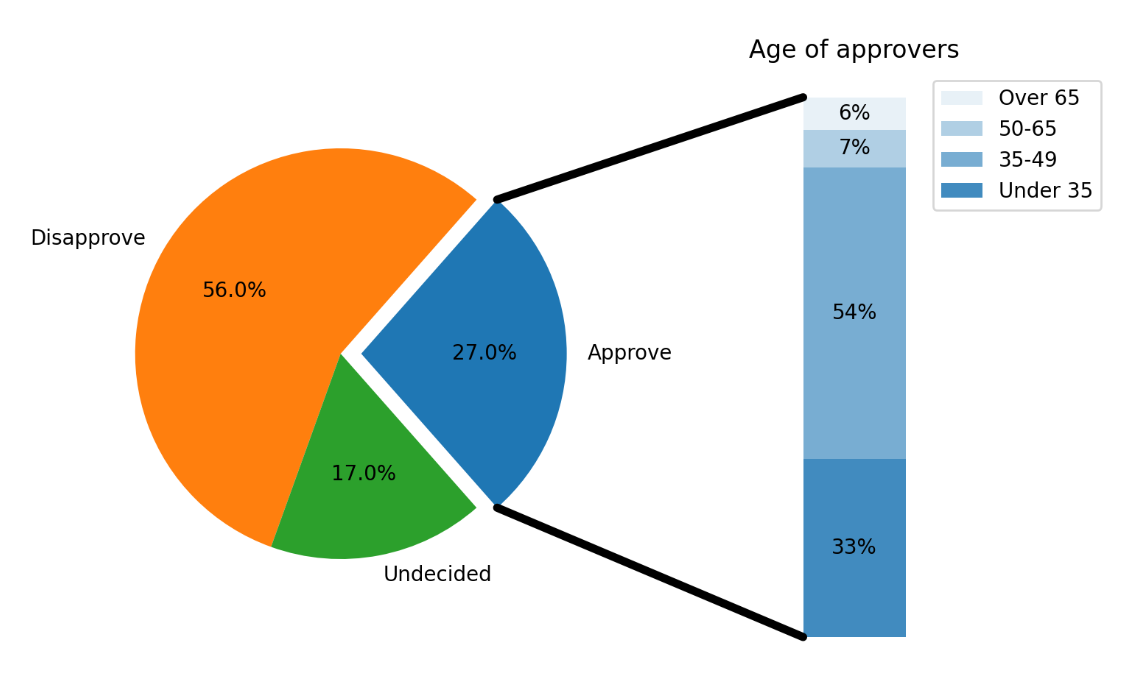 Age of approvers
Over 65
50-65
35-49
Under 35
6%
7%
54%
33%
Disapprove
56.0%
27.0%
Approve
17.0%
Undecided